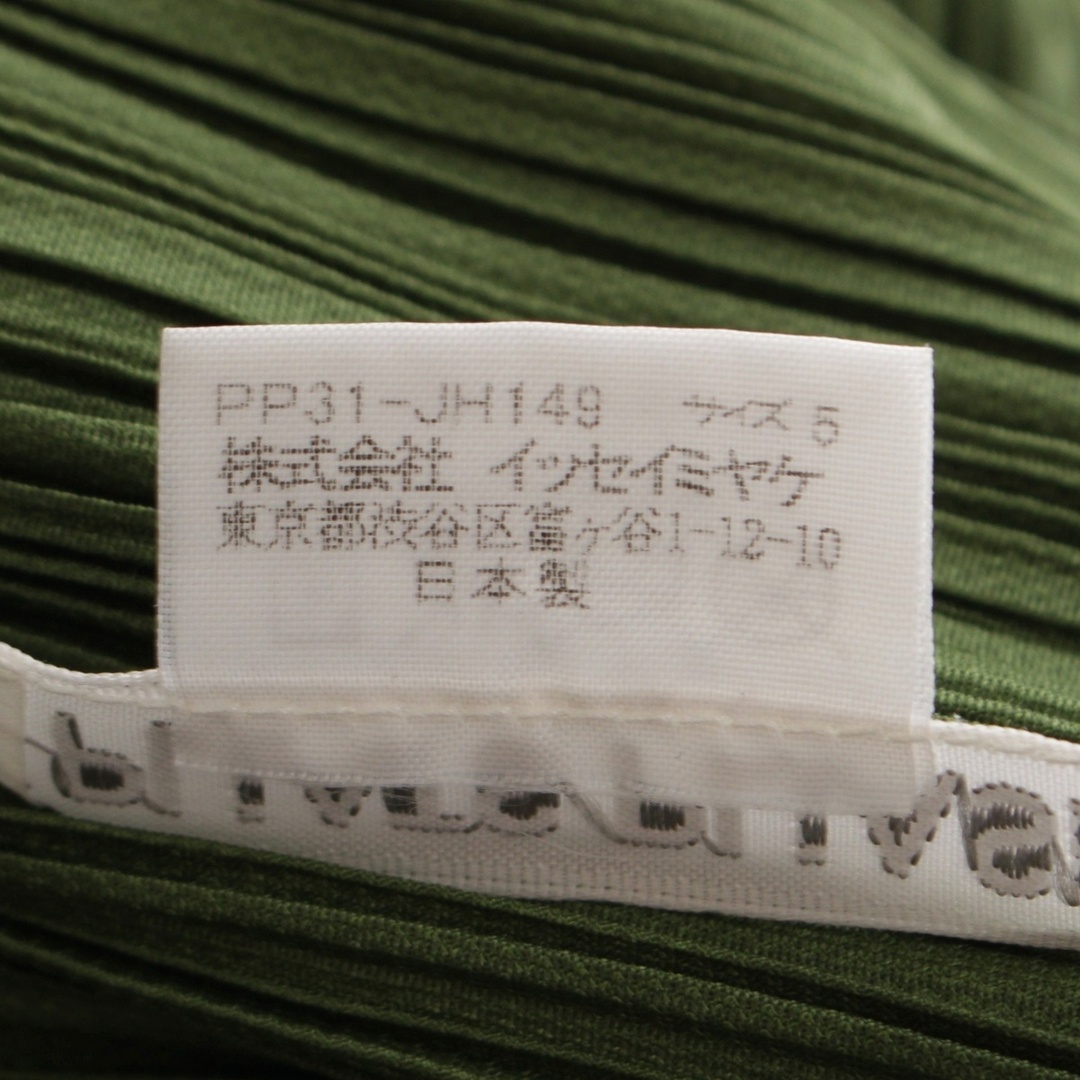 PP31-JH149 サイズ 5
株式会社 イッセイミヤケ
東京都渋谷区富ヶ谷1-12-10
日本製